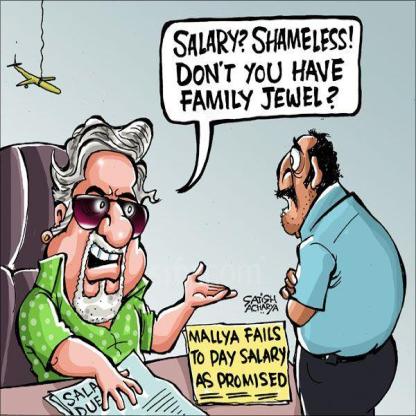 SALARY? SHAMELESS!
DON'T YOU HAVE
FAMILY JEWEL?
SATISH
ACHARYA
MALLYA FAILS
TO PAY SALARY
AS PROMISED
SALA
DUE